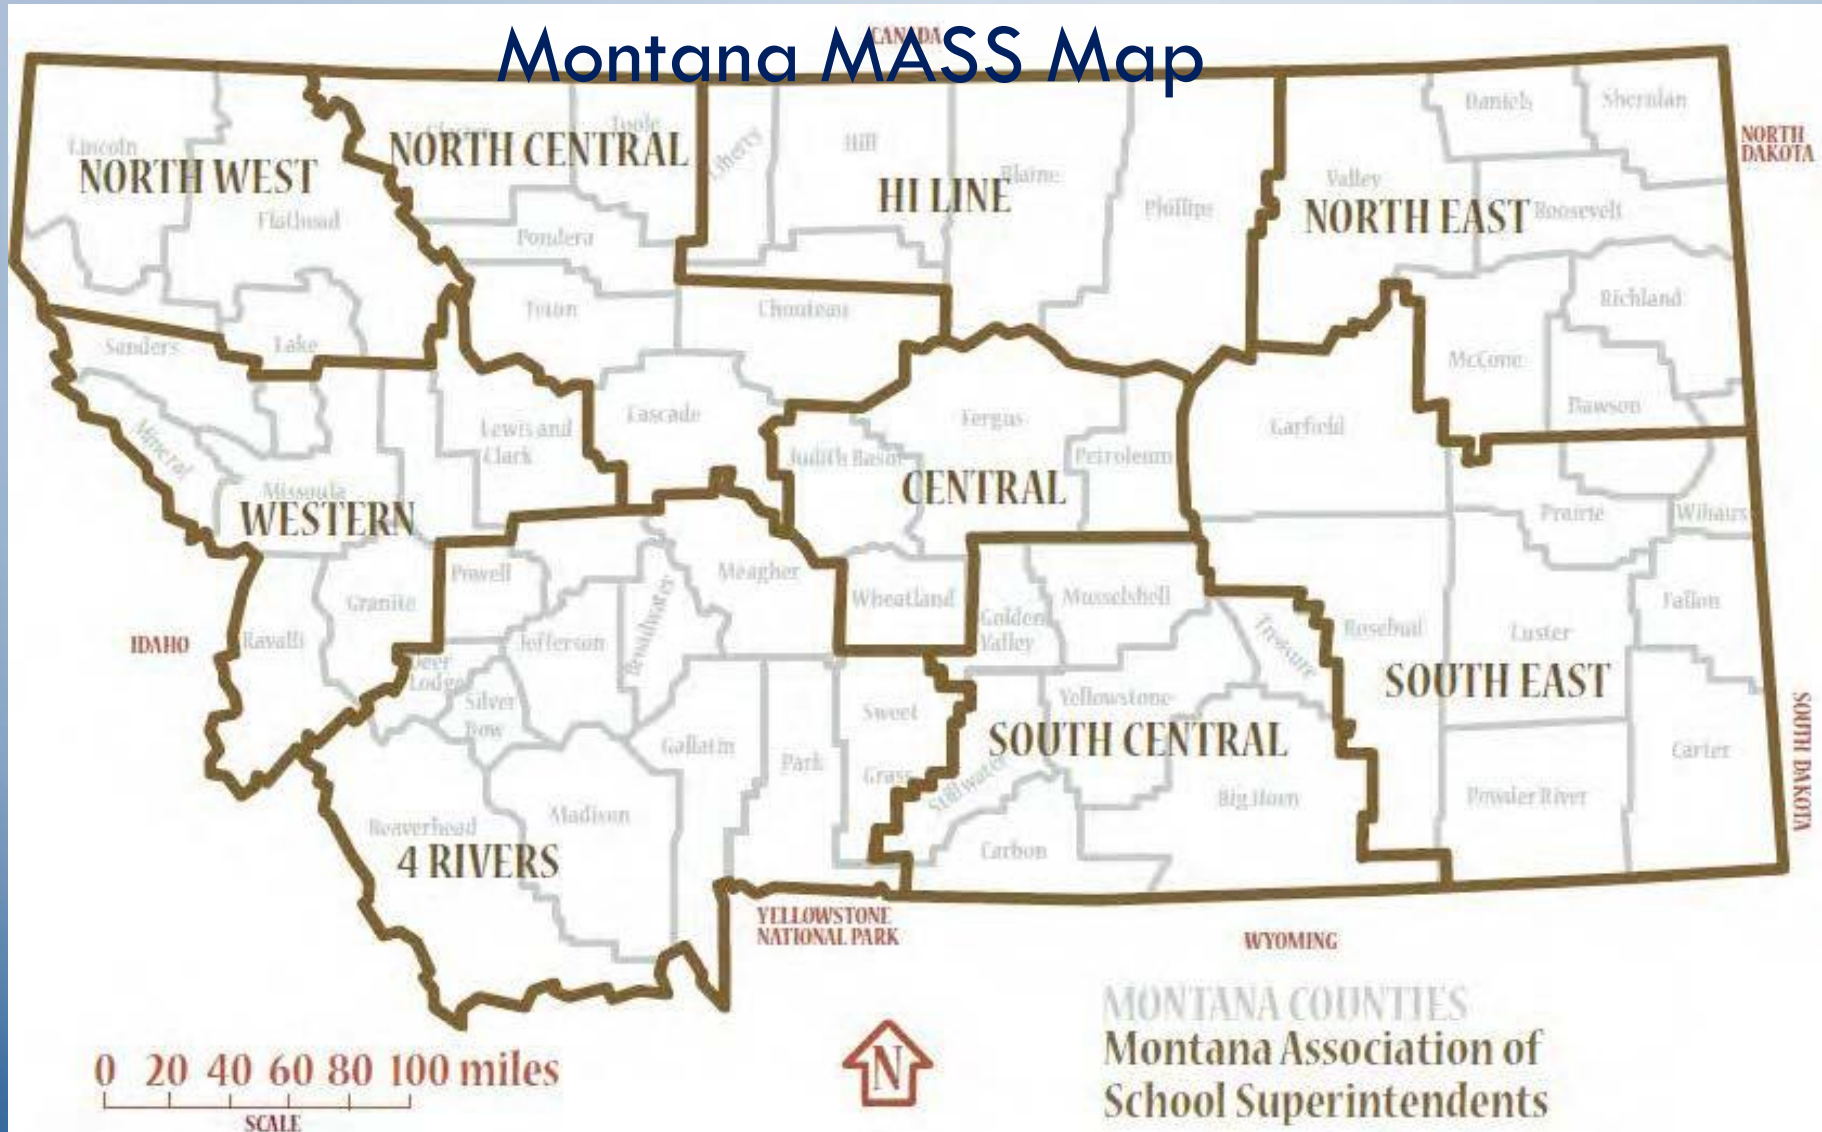 Montana MASS Map
CANADA
NORTH DAKOTA
Daniels
Sheridan
Toole
Lincoln
NORTH WEST
NORTH CENTRAL
Liberty
Hill
HI LINE
Blaine
Phillips
Valley
NORTH EAST
Roosevelt
Flathead
Pondera
Teton
Chouteau
Richland
McCone
Dawson
Sanders
Lake
Mineral
Missoula
WESTERN
Lewis and
Clark
Cascade
Judith Basin
Fergus
Petroleum
CENTRAL
Garfield
Prairie
Wibaux
Powell
Granite
Ravalli
IDAHO
Jefferson
Broadwater
Meagher
Wheatland
Golden
Valley
Musselshell
Treasure
Rosebud
Custer
Fallon
SOUTH EAST
Deer
Lodge
Silver
Bow
Gallatin
Park
Sweet
Grass
Yellowstone
SOUTH CENTRAL
Stillwater
Big Horn
Carbon
Powder River
Carter
SOUTH DAKOTA
Beaverhead
Madison
4 RIVERS
YELLOWSTONE
NATIONAL PARK
WYOMING
MONTANA COUNTIES
Montana Association of
School Superintendents
0 20 40 60 80 100 miles
SCALE
N